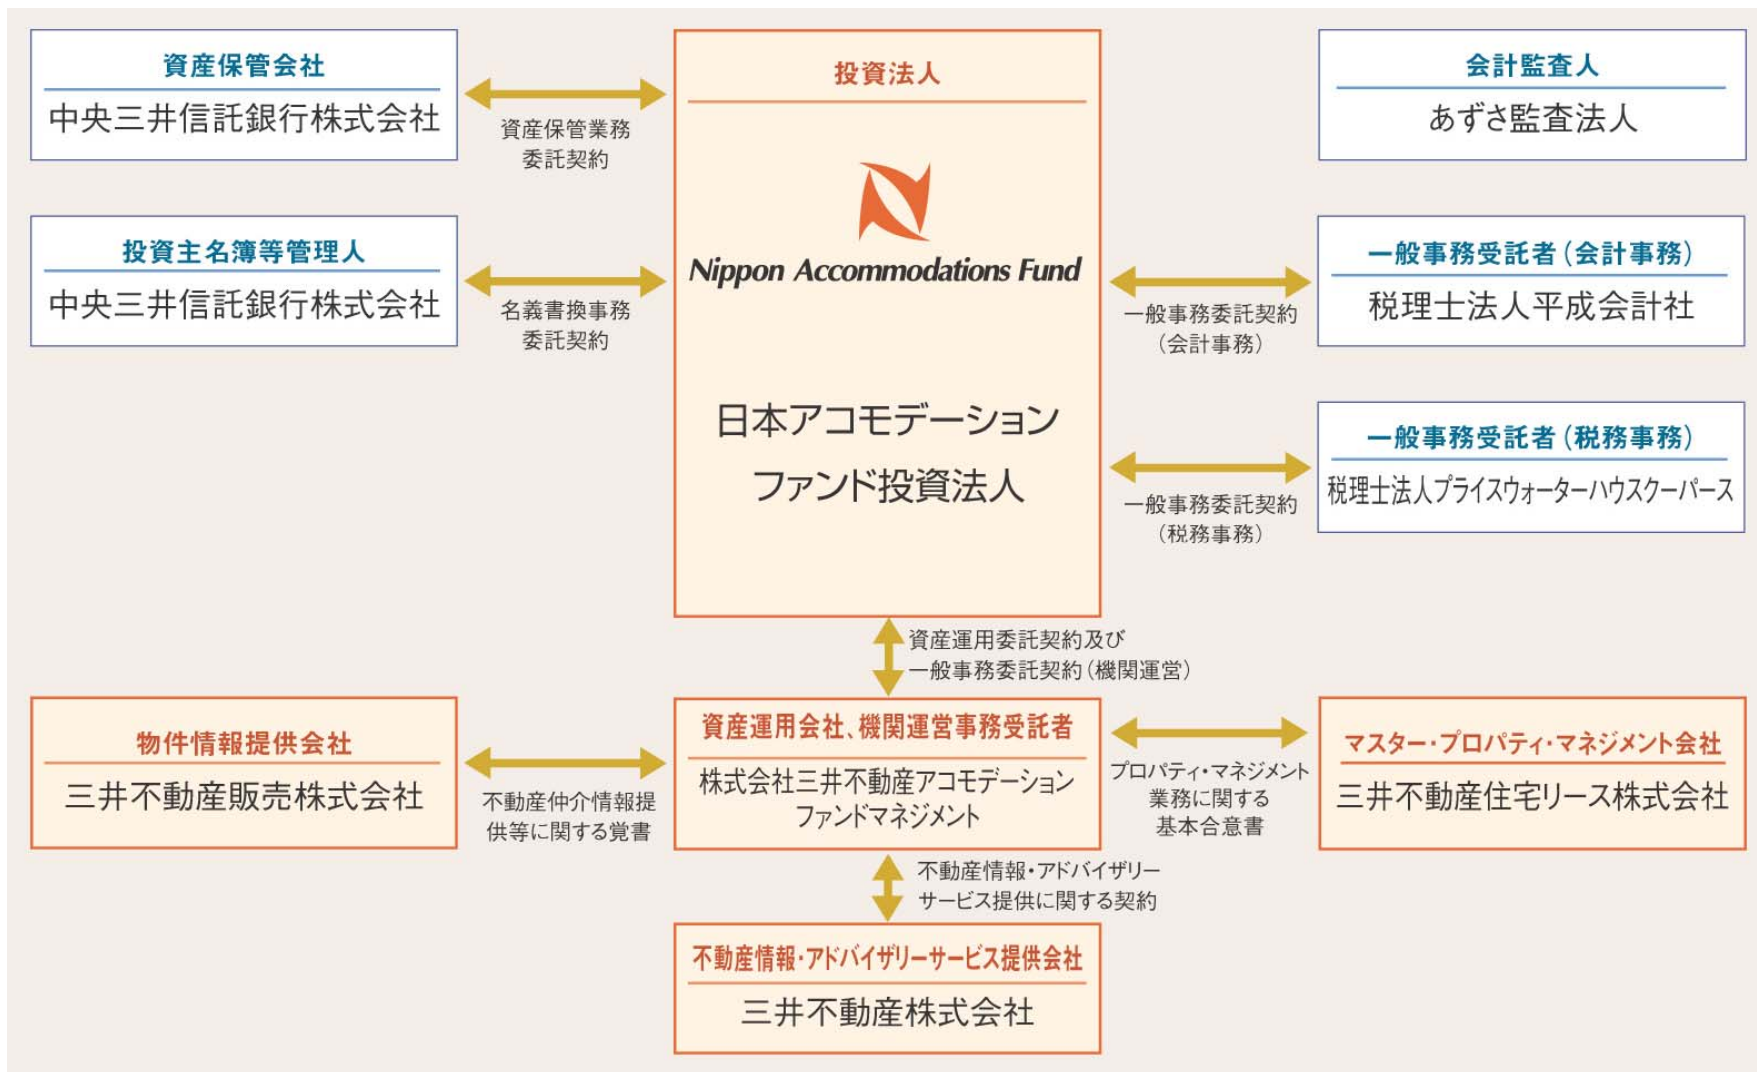 資産保管会社
中央三井信託銀行株式会社
資産保管業務
委託契約
投資主名簿等管理人
中央三井信託銀行株式会社
名義書換事務
委託契約
投資法人
Nippon Accommodations Fund
日本アコモデーション
ファンド投資法人
会計監査人
あずさ監査法人
一般事務受託者(会計事務)
税理士法人平成会計社
一般事務委託契約
(会計事務)
一般事務受託者(税務事務)
税理士法人プライスウォーターハウスクーパース
一般事務委託契約
(税務事務)
資産運用委託契約及び
一般事務委託契約(機関運営)
物件情報提供会社
三井不動産販売株式会社
不動産仲介情報提
供等に関する覚書
資産運用会社、機関運営事務受託者
株式会社三井不動産アコモデーション
ファンドマネジメント
プロパティ・マネジメント
業務に関する
基本合意書
マスター・プロパティ・マネジメント会社
三井不動産住宅リース株式会社
不動産情報・アドバイザリー
サービス提供に関する契約
不動産情報・アドバイザリーサービス提供会社
三井不動産株式会社